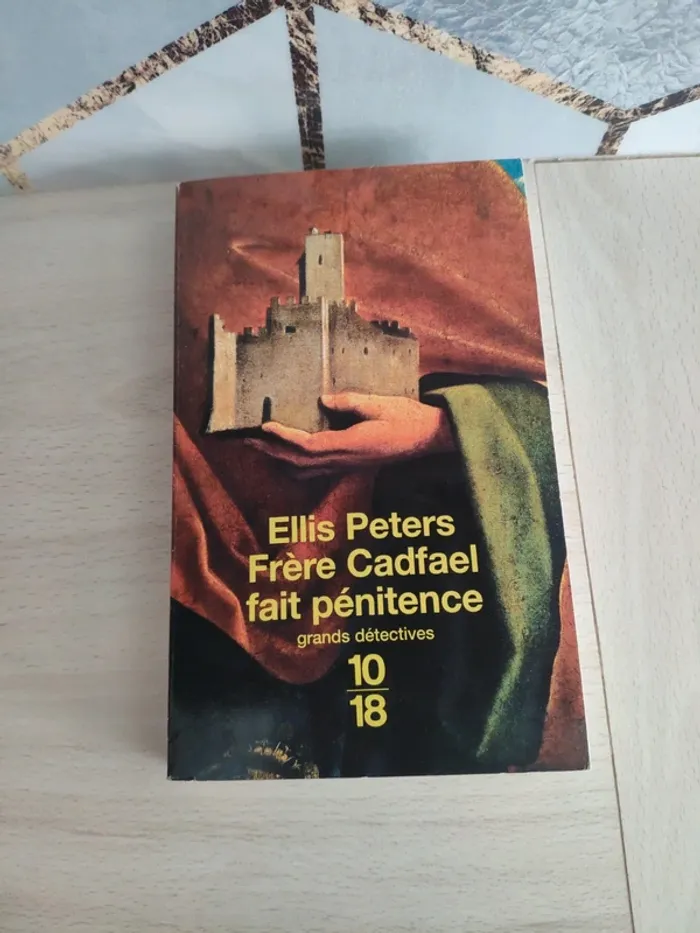 Ellis Peters
Frère Cadfael
fait pénitence
grands détectives
10
18